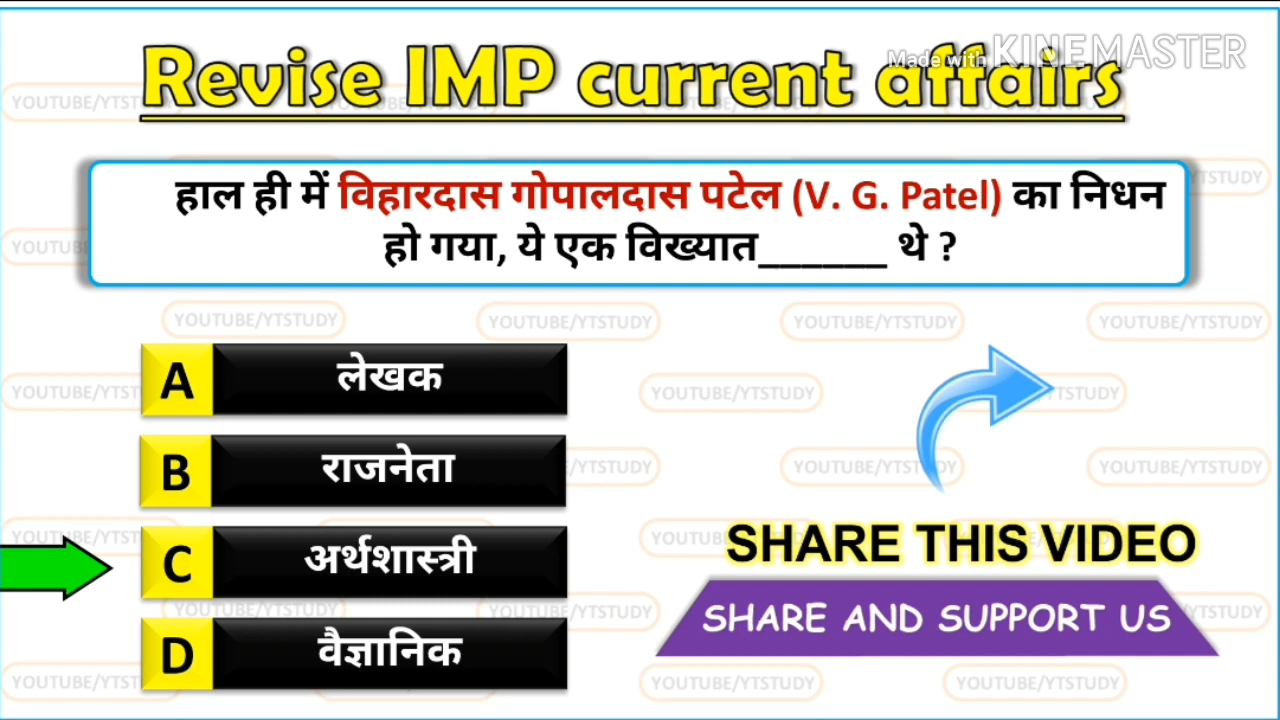 Revise IMP current affairs
Made with KINEMASTER
हाल ही में विहारदास गोपालदास पटेल (V. G. Patel) का निधन
हो गया, ये एक विख्यात______ थे ?
A लेखक
B राजनेता
C अर्थशास्त्री
D वैज्ञानिक
SHARE THIS VIDEO
SHARE AND SUPPORT US
YOUTUBE/YTSTUDY